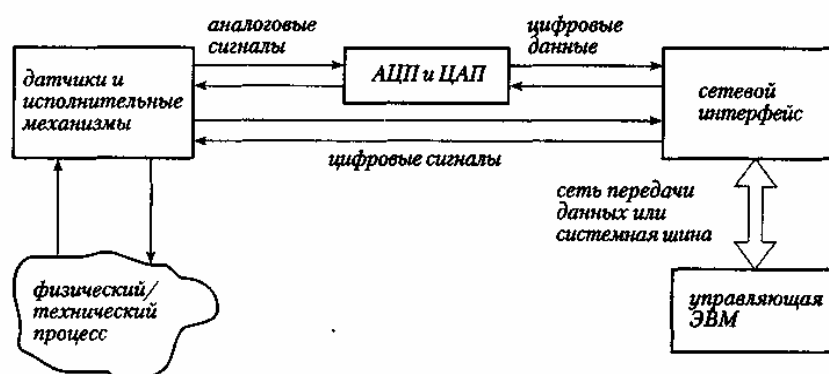 аналоговые
сигналы
цифровые
данные
датчики и
исполнительные
механизмы
АЦП и ЦАП
сетевой
интерфейс
цифровые сигналы
сеть передачи
данных или
системная шина
физический/
технический
процесс
управляющая
ЭВМ